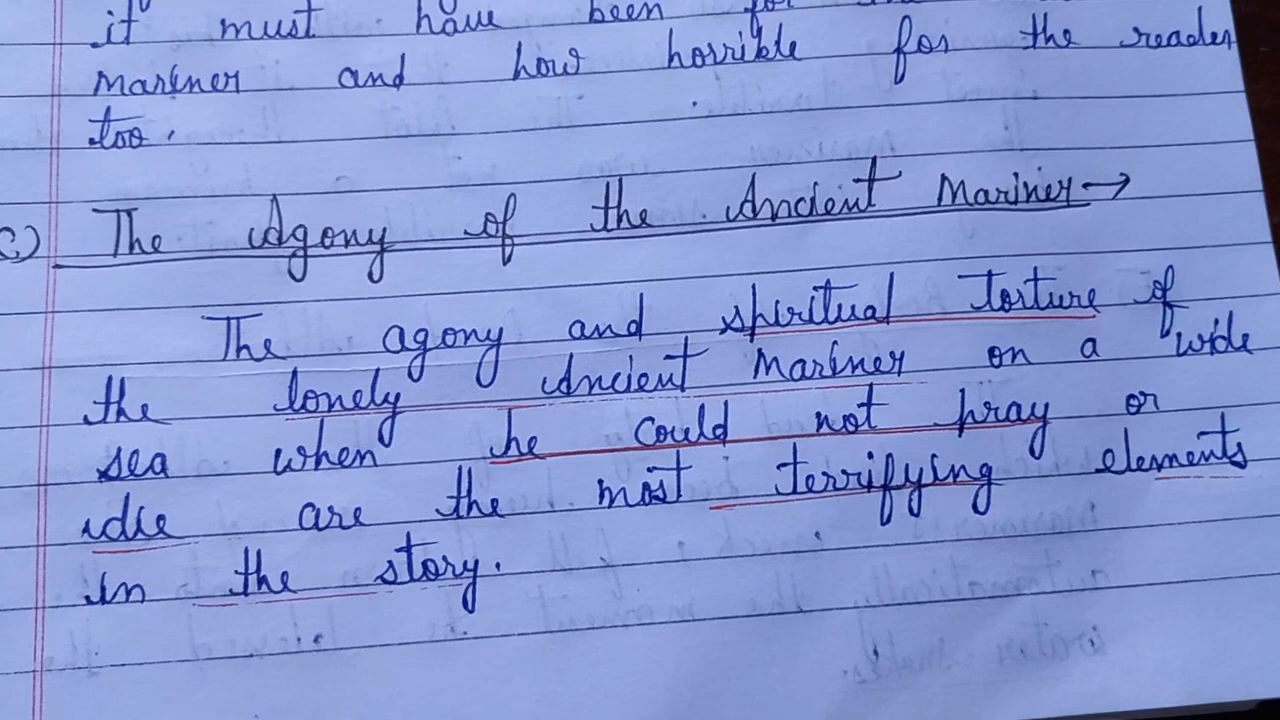 it must have been for
mariner and how horrible for the reader
too.
c) The Agony of the Ancient Mariner →
The agony and spiritual torture of
the lonely Ancient Mariner on a wide
sea when he could not pray or
die are the most terrifying elements
in the story.